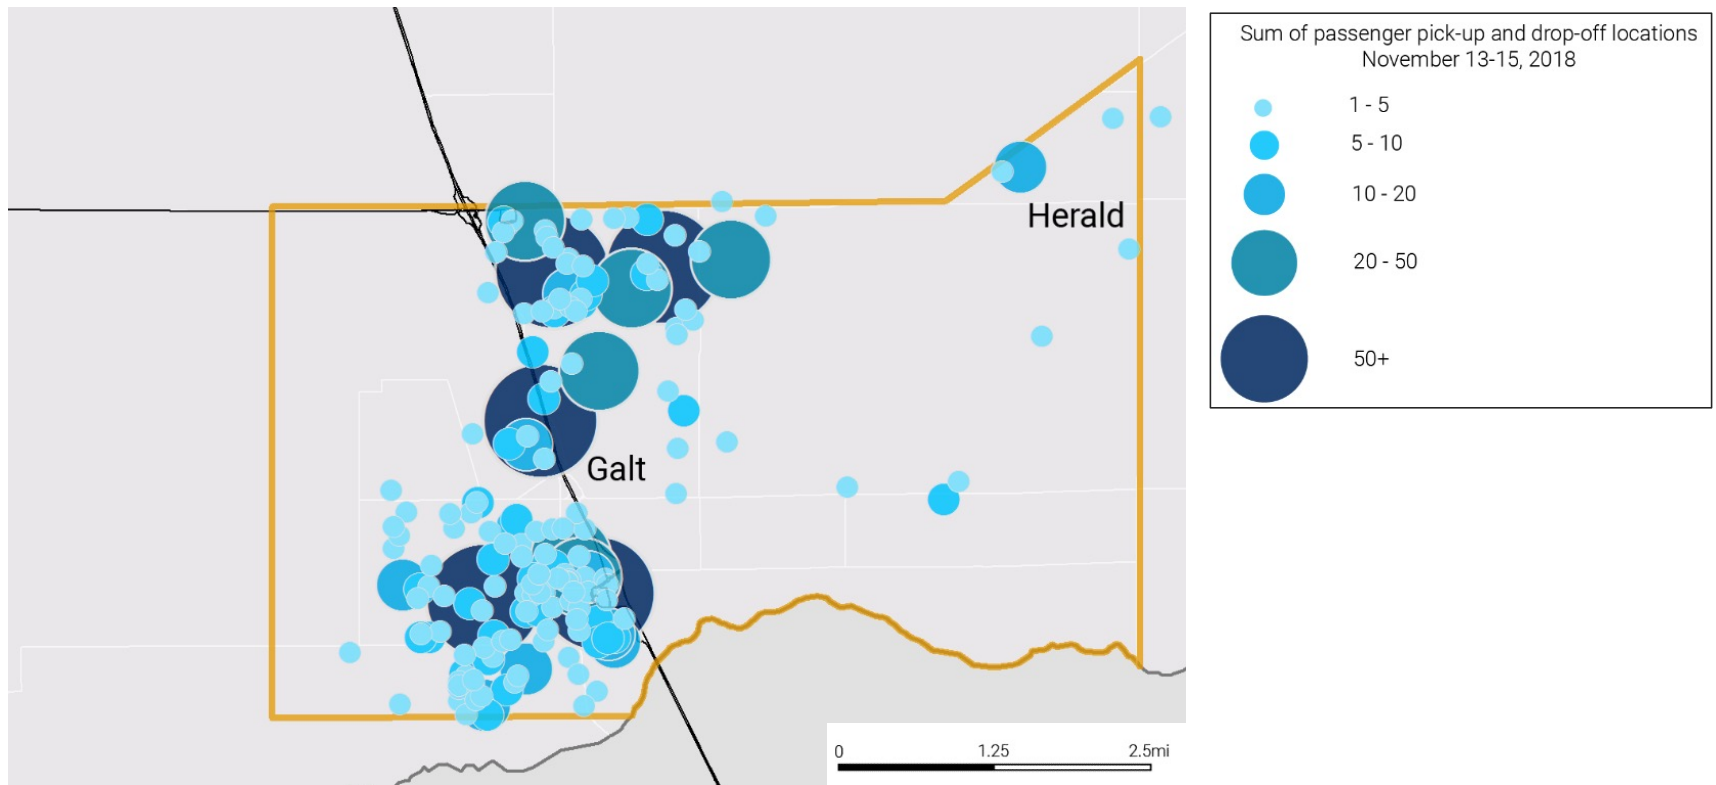 Sum of passenger pick-up and drop-off locations
November 13-15, 2018
1 - 5
5 - 10
10 - 20
20 - 50
50+
Herald
Galt
0 1.25 2.5mi